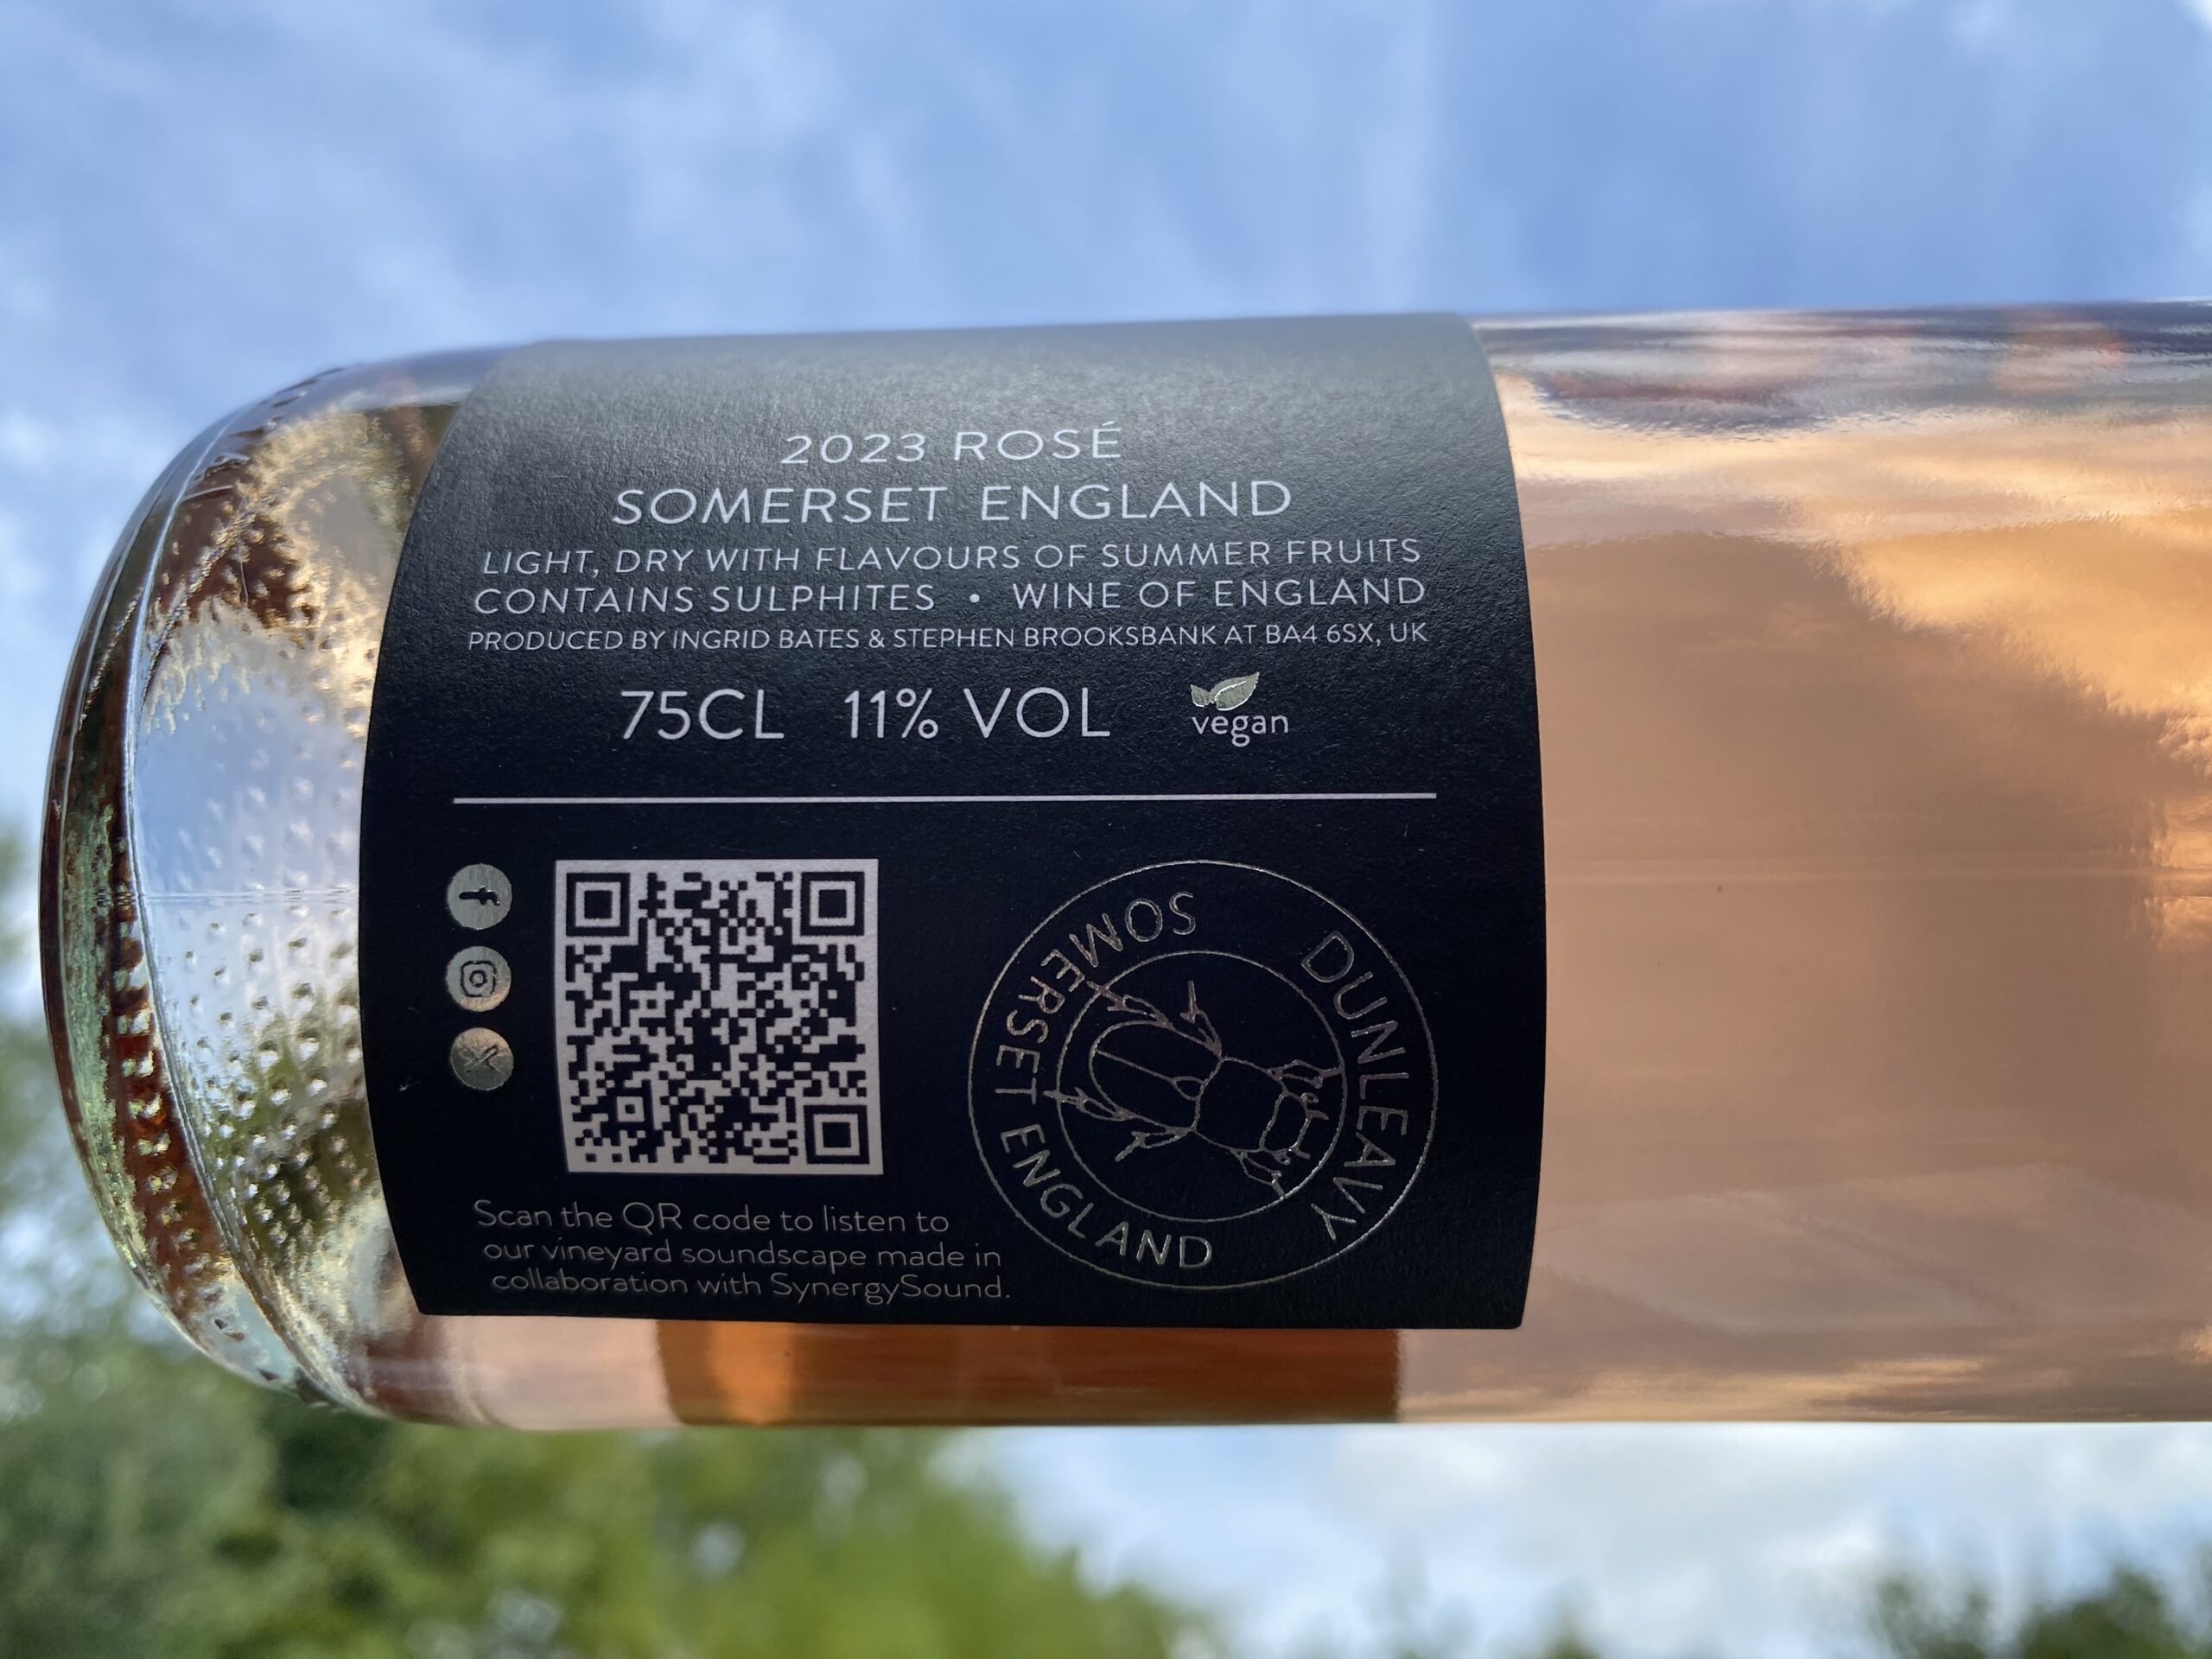 2023 ROSÉ
SOMERSET ENGLAND
LIGHT, DRY WITH FLAVOURS OF SUMMER FRUITS
CONTAINS SULPHITES • WINE OF ENGLAND
PRODUCED BY INGRID BATES & STEPHEN BROOKSBANK AT BA4 6SX, UK
75CL 11% VOL
vegan
DUNLEAVY
SOMERSET ENGLAND
Scan the QR code to listen to
our vineyard soundscape made in
collaboration with SynergySound.